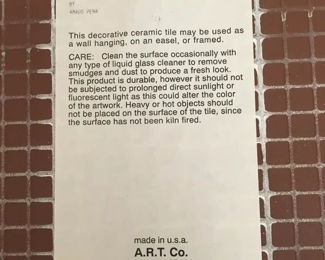 BY
This decorative ceramic tile may be used as
a wall hanging, on an easel, or framed.
CARE: Clean the surface occasionally with
any type of liquid glass cleaner to remove
smudges and dust to produce a fresh look.
This product is durable, however it should not
be subjected to prolonged direct sunlight or
fluorescent light as this could alter the color
of the artwork. Heavy or hot objects should
not be placed on the surface of the tile, since
the surface has not been kiln fired.
made in u.s.a.
A.R.T. Co.